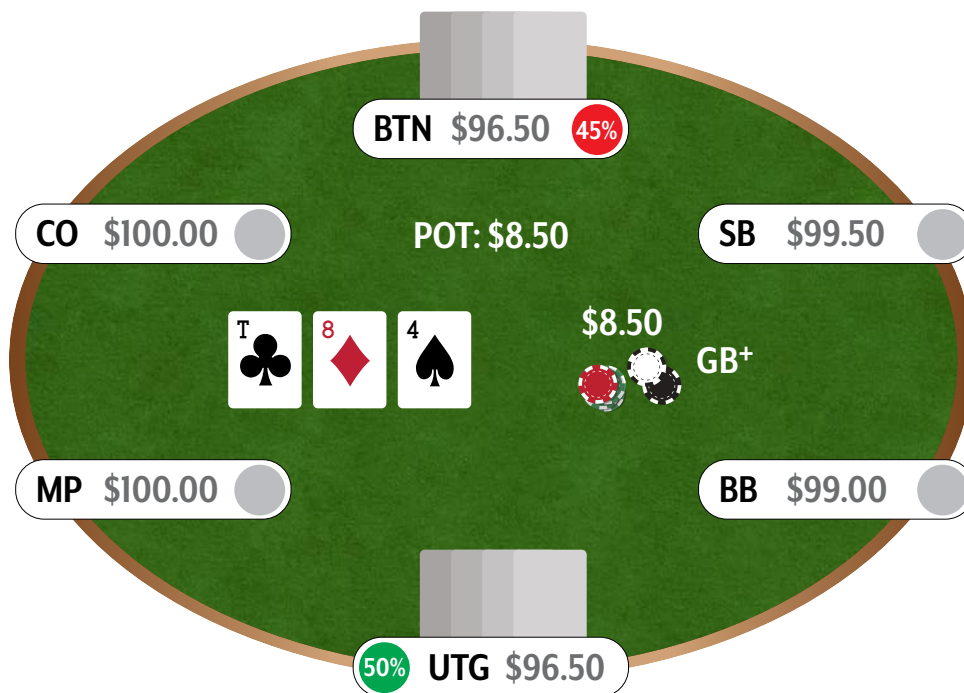 BTN $96.50 45%
CO $100.00
POT: $8.50
SB $99.50
T
8
4
$8.50
GB+
MP $100.00
BB $99.00
50% UTG $96.50